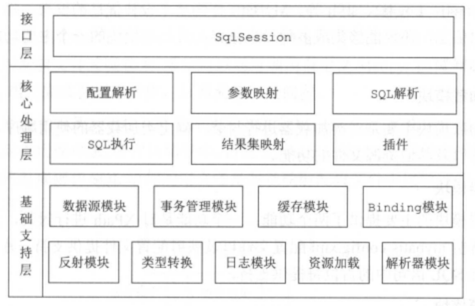 接口层
SqlSession
核心处理层
配置解析 参数映射 SQL解析
SQL执行 结果集映射 插件
基础支持层
数据源模块 事务管理模块 缓存模块 Binding模块
反射模块 类型转换 日志模块 资源加载 解析器模块